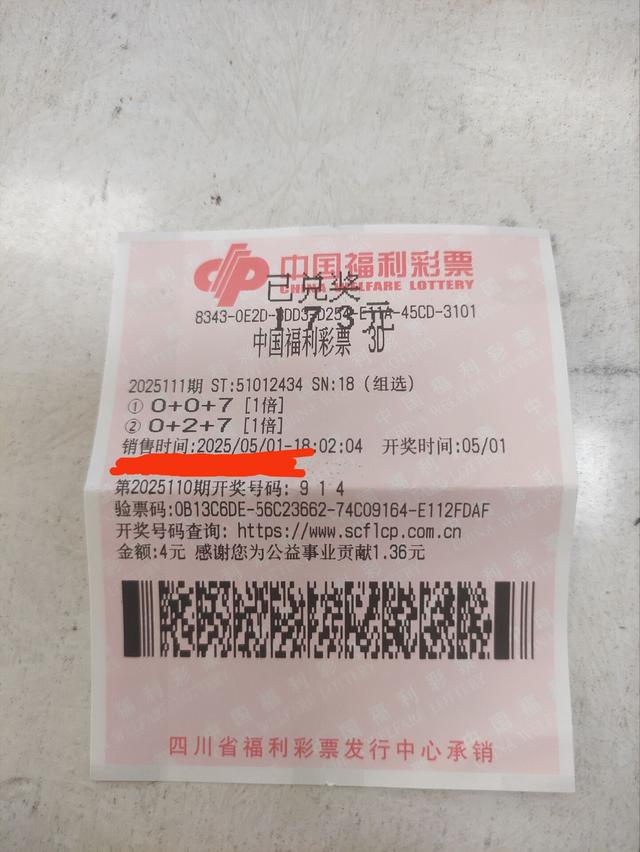 中国福利彩票
CHINA WELFARE LOTTERY
已兑奖
173元
中国福利彩票 3D
2025111期 ST:51012434 SN:18 (组选)
① 0+0+7 [1倍]
② 0+2+7 [1倍]
销售时间:2025/05/01-18:02:04 开奖时间:05/01
第2025110期开奖号码: 9 1 4
验票码:0B13C6DE-56C23662-74C09164-E112FDAF
开奖号码查询: https://www.scflcp.com.cn
金额:4元 感谢您为公益事业贡献1.36元
四川省福利彩票发行中心承销